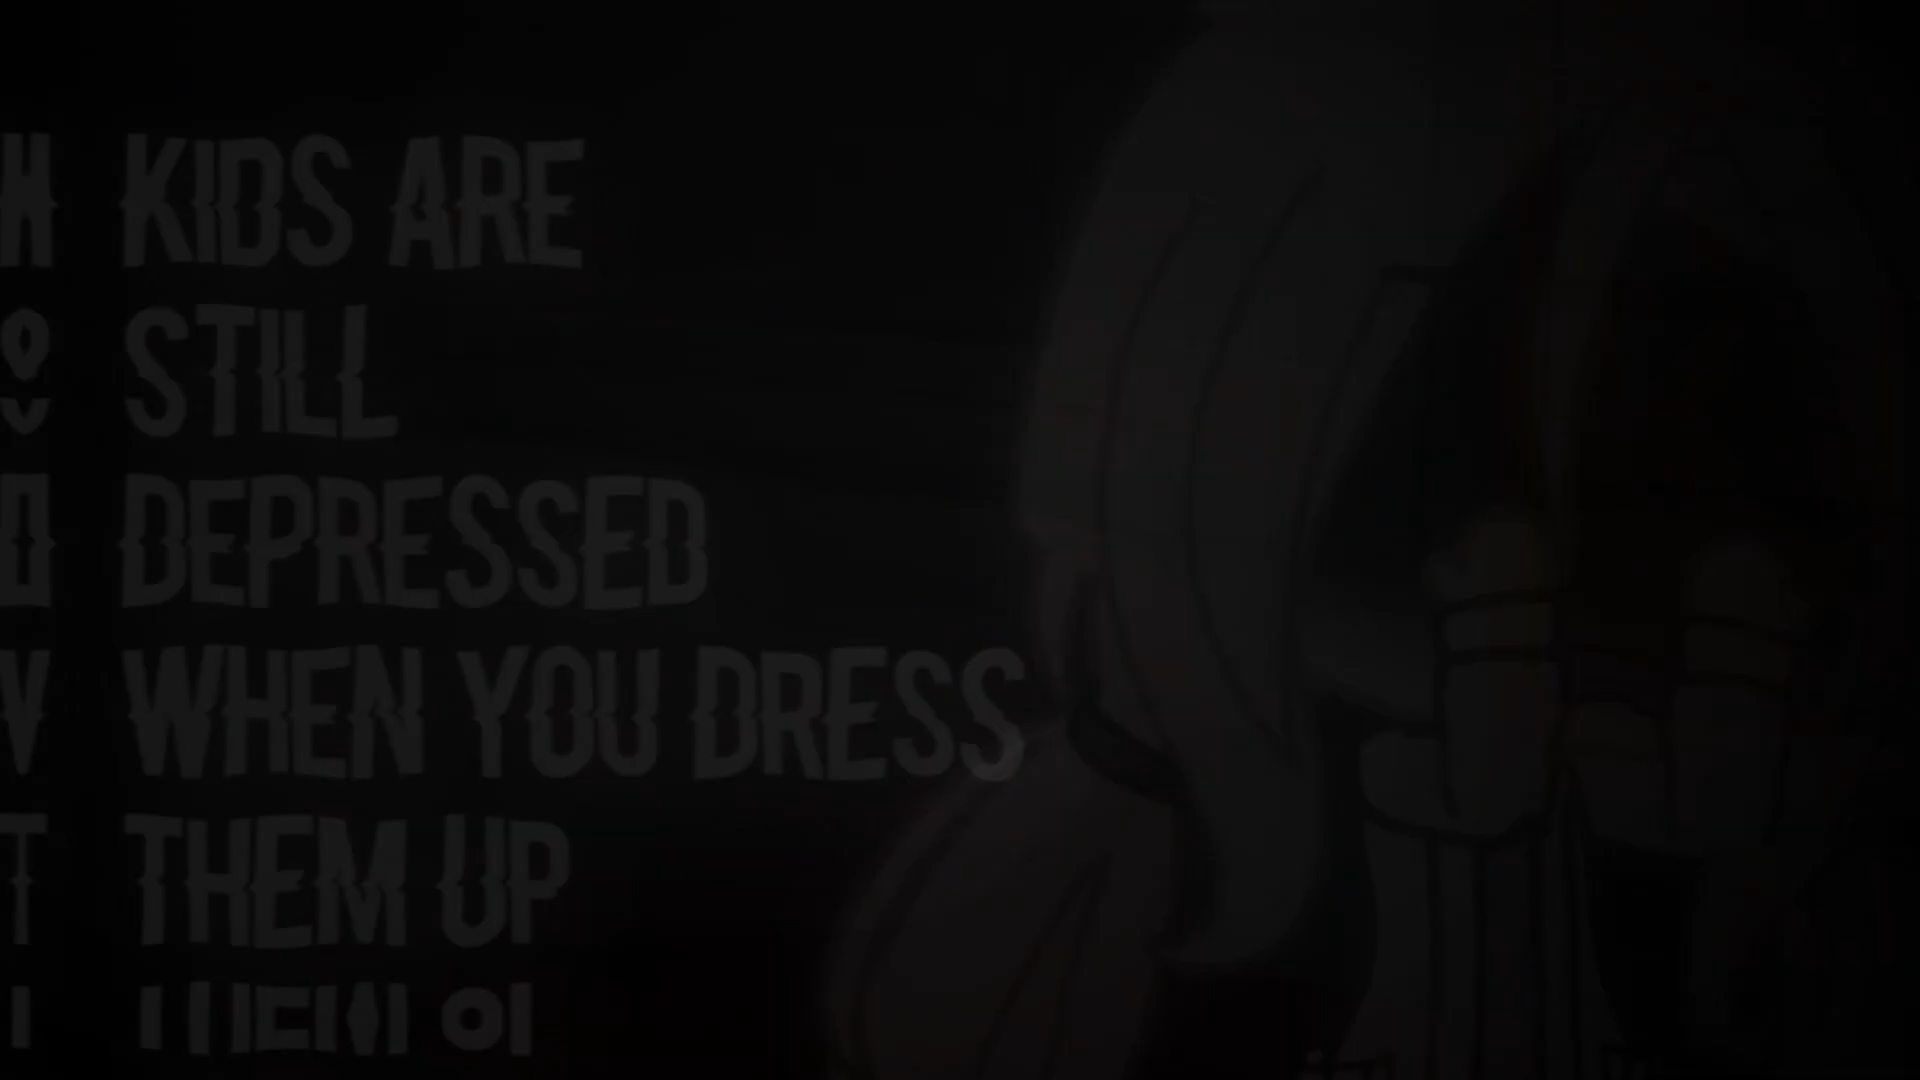 KIDS ARE
STILL
DEPRESSED
WHEN YOU DRESS
THEM UP